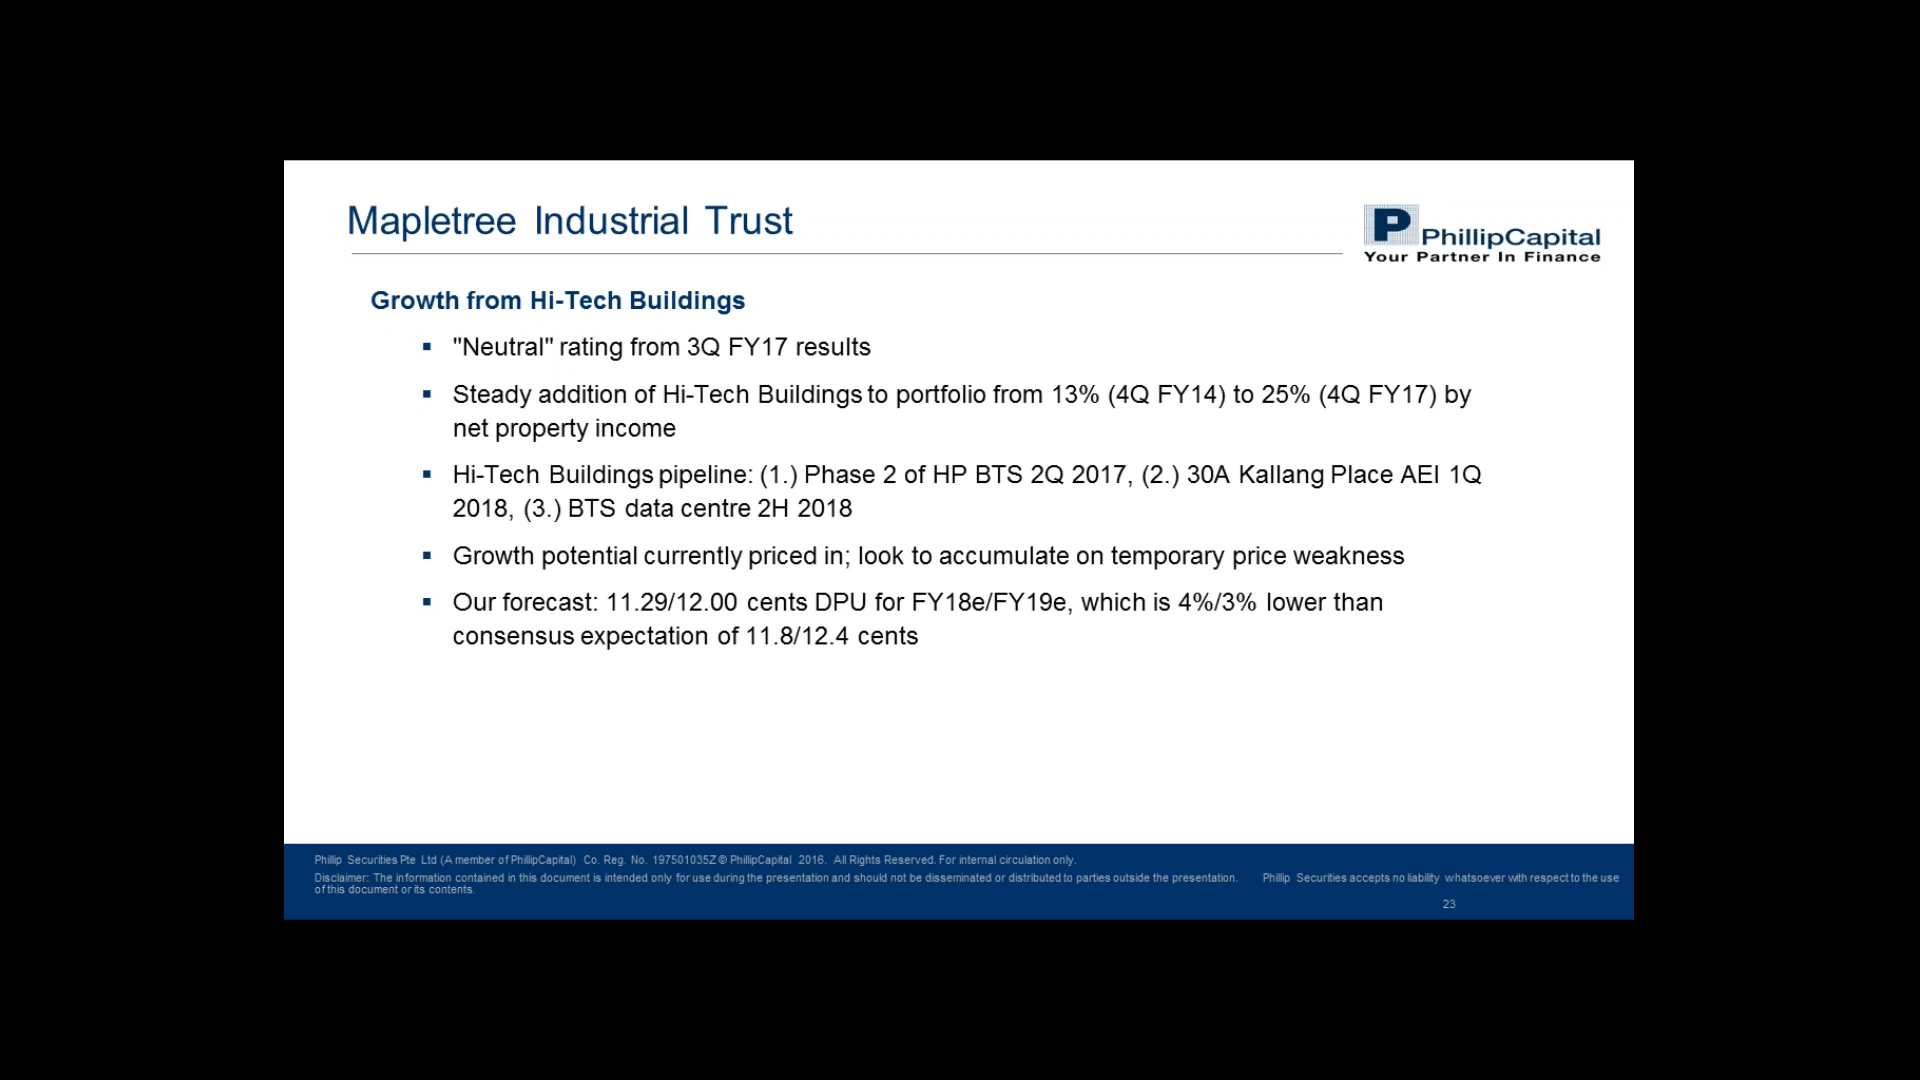 Mapletree Industrial Trust
P PhillipCapital
Your Partner In Finance
Growth from Hi-Tech Buildings
▪ "Neutral" rating from 3Q FY17 results
▪ Steady addition of Hi-Tech Buildings to portfolio from 13% (4Q FY14) to 25% (4Q FY17) by
net property income
▪ Hi-Tech Buildings pipeline: (1.) Phase 2 of HP BTS 2Q 2017, (2.) 30A Kallang Place AEI 1Q
2018, (3.) BTS data centre 2H 2018
▪ Growth potential currently priced in; look to accumulate on temporary price weakness
▪ Our forecast: 11.29/12.00 cents DPU for FY18e/FY19e, which is 4%/3% lower than
consensus expectation of 11.8/12.4 cents
Phillip Securities Pte Ltd (A member of PhillipCapital) Co. Reg. No. 197501035Z © PhillipCapital 2016. All Rights Reserved. For internal circulation only.
Disclaimer: The information contained in this document is intended only for use during the presentation and should not be disseminated or distributed to parties outside the presentation. Phillip Securities accepts no liability whatsoever with respect to the use
of this document or its contents.
23